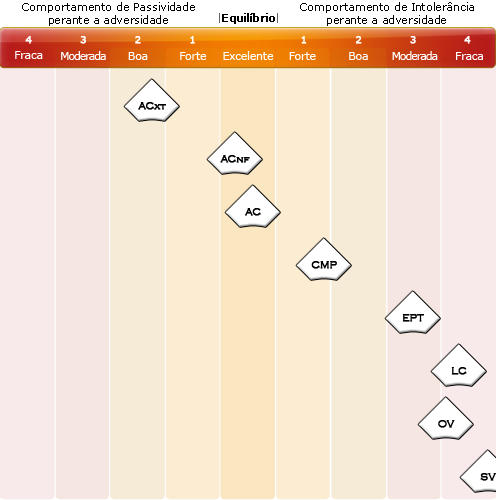 Comportamento de Passividade
perante a adversidade
|Equilíbrio|
Comportamento de Intolerância
perante a adversidade
4 3 2 1 1 2 3 4
Fraca Moderada Boa Forte Excelente Forte Boa Moderada Fraca
ACXT
ACNF
AC
CMP
EPT
LC
OV
SV